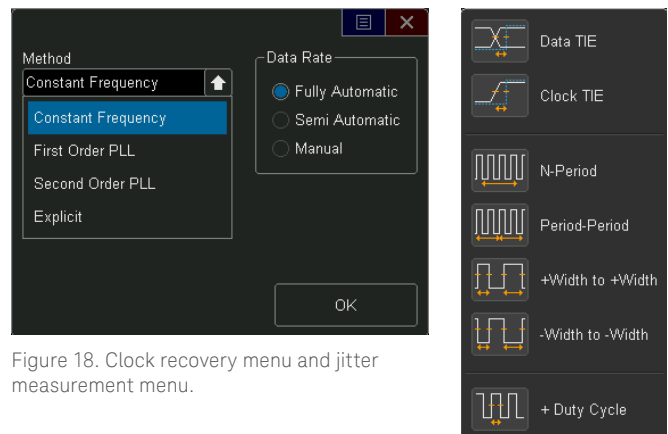 Method
Constant Frequency
Constant Frequency
First Order PLL
Second Order PLL
Explicit
Data Rate
Fully Automatic
Semi Automatic
Manual
OK
Figure 18. Clock recovery menu and jitter
measurement menu.
Data TIE
Clock TIE
N-Period
Period-Period
+Width to +Width
-Width to -Width
+ Duty Cycle